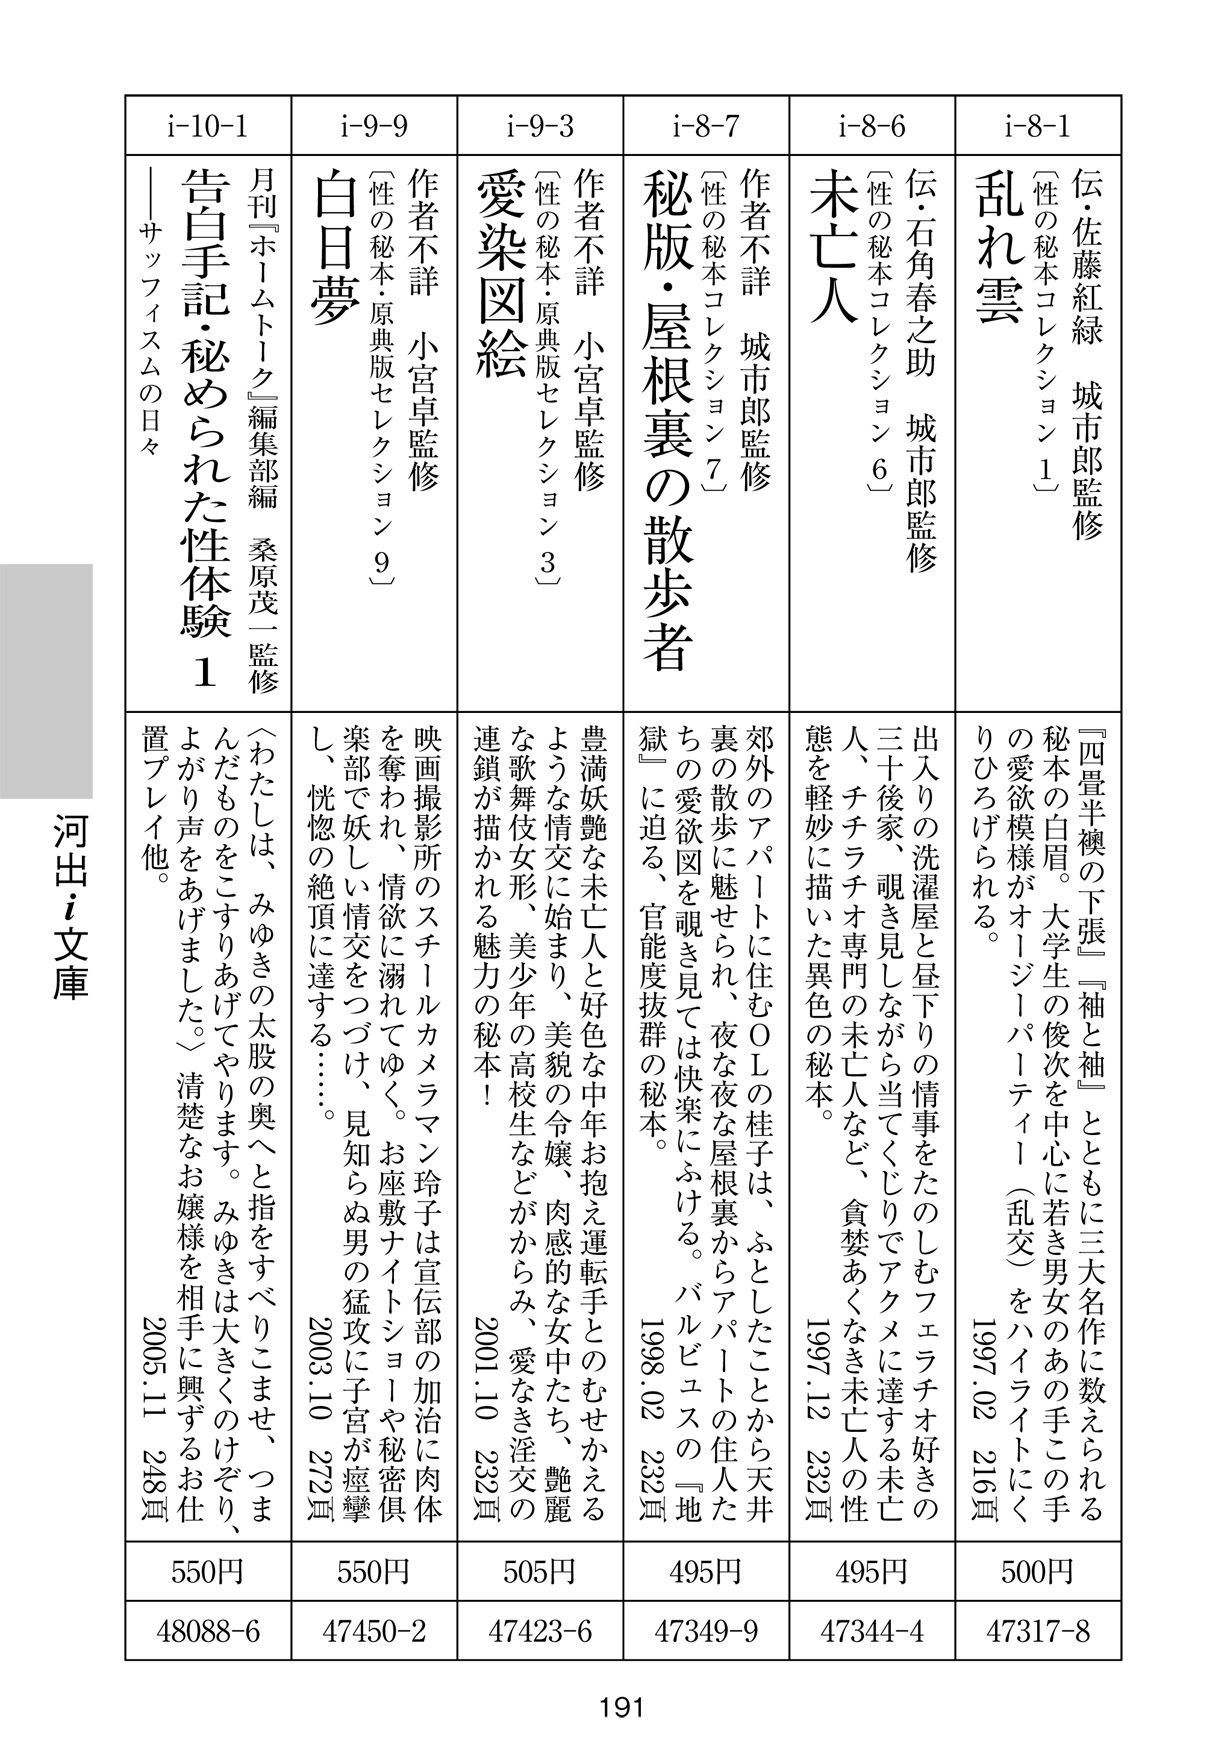 i-8-1
伝・佐藤紅緑　城市郎監修
〔性の秘本コレクション 1〕
乱れ雲
『四畳半襖の下張』『袖と袖』とともに三大名作に数えられる
秘本の白眉。大学生の俊次を中心に若き男女のあの手この手
の愛欲模様がオージーパーティー（乱交）をハイライトにく
りひろげられる。
1997.02　216頁
500円
47317-8
i-8-6
伝・石角春之助　城市郎監修
〔性の秘本コレクション 6〕
未亡人
出入りの洗濯屋と昼下りの情事をたのしむフェラチオ好きの
三十後家、覗き見しながら当てくじりでアクメに達する未亡
人、チチラチオ専門の未亡人など、貪婪あくなき未亡人の性
態を軽妙に描いた異色の秘本。
1997.12　232頁
495円
47344-4
i-8-7
作者不詳　城市郎監修
〔性の秘本コレクション 7〕
秘版・屋根裏の散歩者
郊外のアパートに住むOLの桂子は、ふとしたことから天井
裏の散歩に魅せられ、夜な夜な屋根裏からアパートの住人た
ちの愛欲図を覗き見ては快楽にふける。バルビュスの『地
獄』に迫る、官能度抜群の秘本。
1998.02　232頁
495円
47349-9
i-9-3
作者不詳　小宮卓監修
〔性の秘本・原典版セレクション 3〕
愛染図絵
豊満妖艶な未亡人と好色な中年お抱え運転手とのむせかえる
ような情交に始まり、美貌の令嬢、肉感的な女中たち、艶麗
な歌舞伎女形、美少年の高校生などがからみ、愛なき淫交の
連鎖が描かれる魅力の秘本！
2001.10　232頁
505円
47423-6
i-9-9
作者不詳　小宮卓監修
〔性の秘本・原典版セレクション 9〕
白日夢
映画撮影所のスチールカメラマン玲子は宣伝部の加治に肉体
を奪われ、情欲に溺れてゆく。お座敷ナイトショーや秘密倶
楽部で妖しい情交をつづけ、見知らぬ男の猛攻に子宮が痙攣
し、恍惚の絶頂に達する……。
2003.10　272頁
550円
47450-2
i-10-1
月刊『ホームトーク』編集部編　桑原茂一監修
告白手記・秘められた性体験 1
――サッフィスムの日々
〈わたしは、みゆきの太股の奥へと指をすべりこませ、つま
んだものをこすりあげてやります。みゆきは大きくのけぞり、
よがり声をあげました。〉清楚なお嬢様を相手に興ずるお仕
置プレイ他。
2005.11　248頁
550円
48088-6
河出i文庫
191